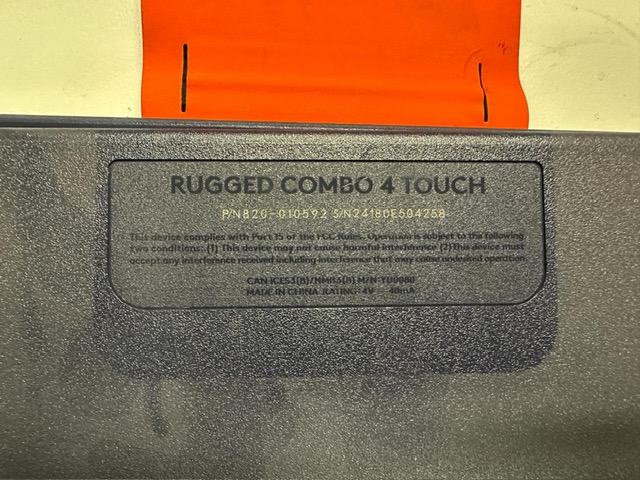 RUGGED COMBO 4 TOUCH
P/N820-010592 S/N2418DE504258
This device complies with Part 15 of the FCC Rules. Operation is subject to the following
two conditions: (1) This device may not cause harmful interference (2) this device must
accept any interference received including interference that may cause undesired operation.
CAN ICES3(B)/NMB3(B) M/N:YU0080
MADE IN CHINA RATING: 4V 40mA